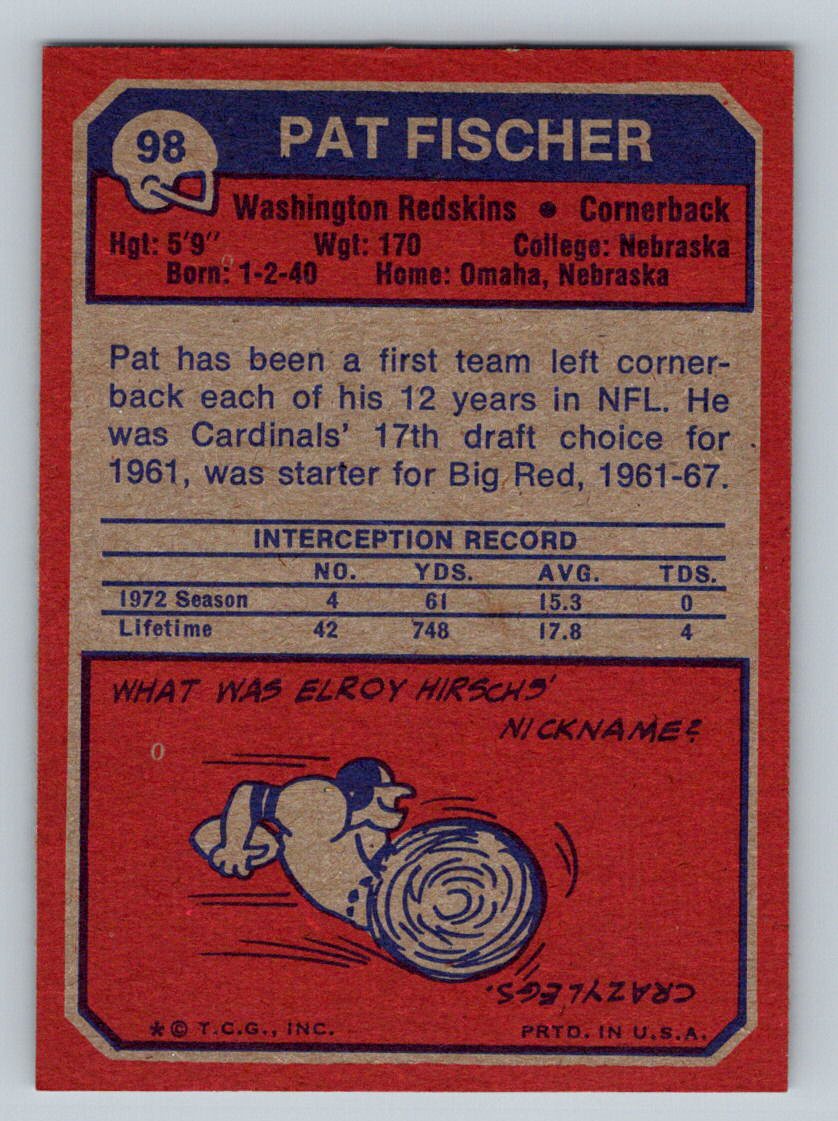 98
PAT FISCHER
Washington Redskins • Cornerback
Hgt: 5'9" Wgt: 170 College: Nebraska
Born: 1-2-40 Home: Omaha, Nebraska
Pat has been a first team left corner-
back each of his 12 years in NFL. He
was Cardinals' 17th draft choice for
1961, was starter for Big Red, 1961-67.
INTERCEPTION RECORD
NO. YDS. AVG. TDS.
1972 Season 4 61 15.3 0
Lifetime 42 748 17.8 4
WHAT WAS ELROY HIRSCHS'
NICKNAME?
CRAZYLEGS.
* © T.C.G., INC. PRTD. IN U.S.A.